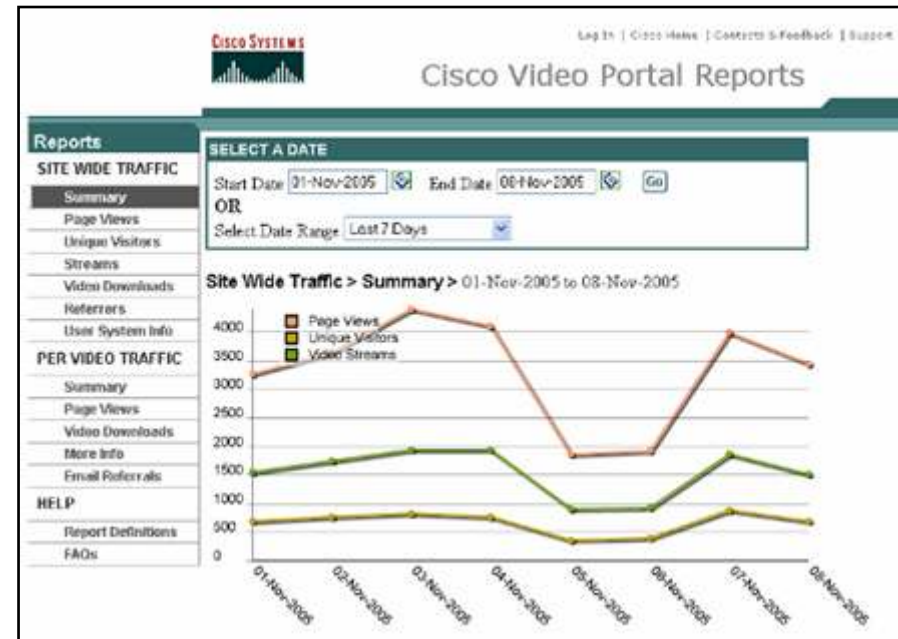 CISCO SYSTEMS
Log In | Cisco Home | Contacts & Feedback | Support
Cisco Video Portal Reports
Reports
SITE WIDE TRAFFIC
Summary
Page Views
Unique Visitors
Streams
Video Downloads
Referrers
User System Info
PER VIDEO TRAFFIC
Summary
Page Views
Video Downloads
More Info
Email Referrals
HELP
Report Definitions
FAQs
SELECT A DATE
Start Date 01-Nov-2005 End Date 08-Nov-2005 Go
OR
Select Date Range Last 7 Days
Site Wide Traffic > Summary > 01-Nov-2005 to 08-Nov-2005
Page Views
Unique Visitors
Video Streams
4000
3500
3000
2500
2000
1500
1000
500
0
01-Nov-2005
02-Nov-2005
03-Nov-2005
04-Nov-2005
05-Nov-2005
06-Nov-2005
07-Nov-2005
08-Nov-2005